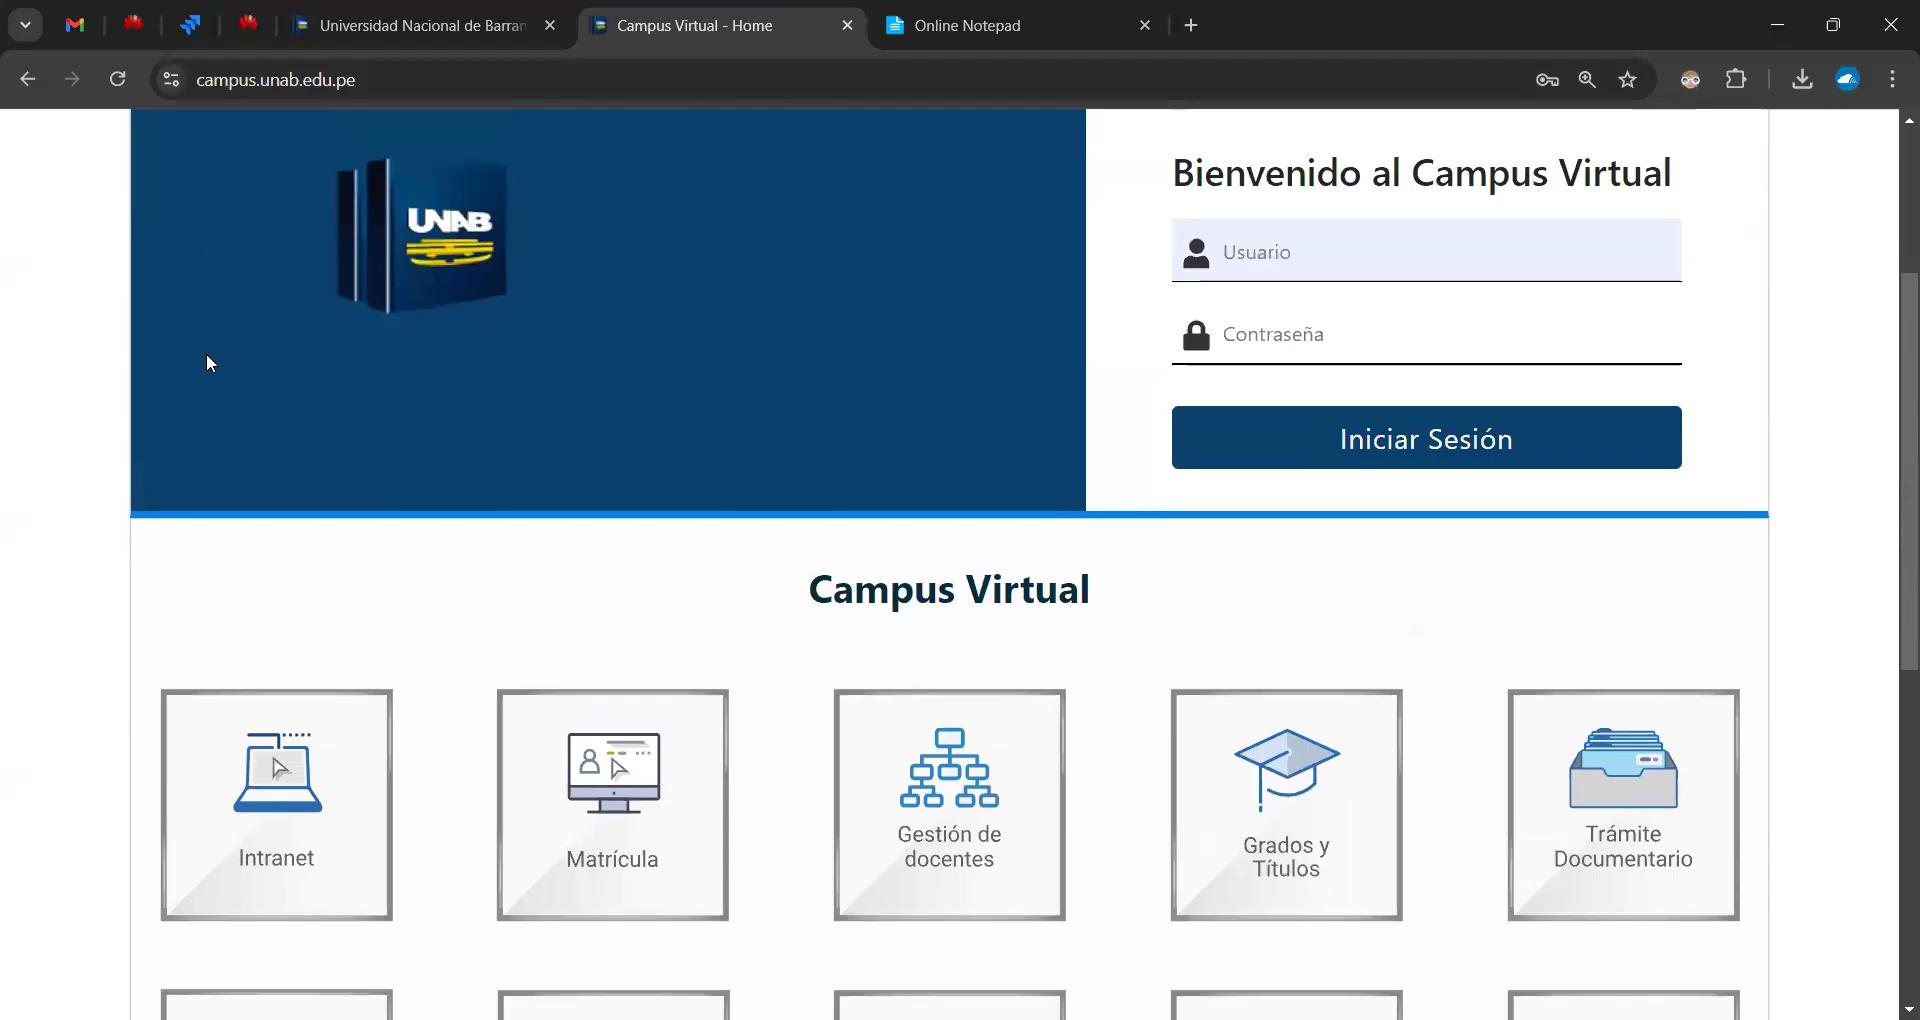 Universidad Nacional de Barran
Campus Virtual - Home
Online Notepad
campus.unab.edu.pe
UNAB
Bienvenido al Campus Virtual
Usuario
Contraseña
Iniciar Sesión
Campus Virtual
Intranet
Matrícula
Gestión de
docentes
Grados y
Títulos
Trámite
Documentario